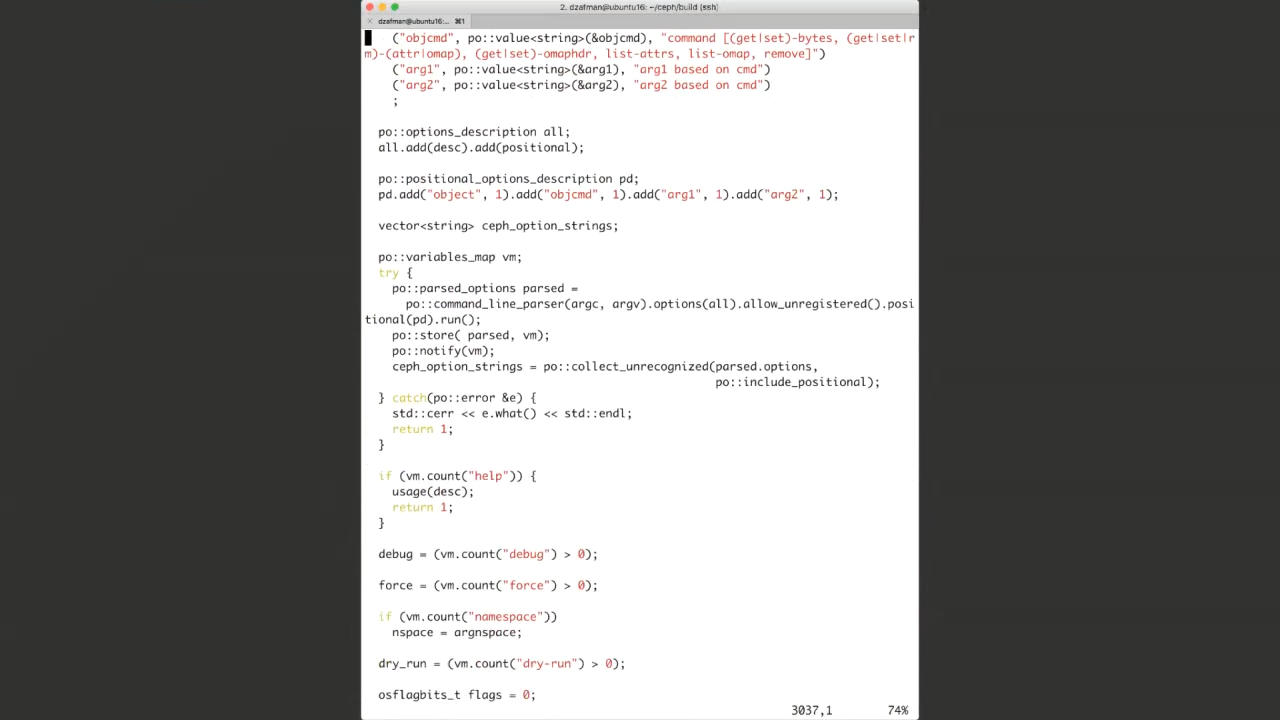 2. dzafman@ubuntu16: ~/ceph/build (ssh)
dzafman@ubuntu16:... ⌘1
("objcmd", po::value<string>(&objcmd), "command [(get|set)-bytes, (get|set|r
m)-(attr|omap), (get|set)-omaphdr, list-attrs, list-omap, remove]")
("arg1", po::value<string>(&arg1), "arg1 based on cmd")
("arg2", po::value<string>(&arg2), "arg2 based on cmd")
;
po::options_description all;
all.add(desc).add(positional);
po::positional_options_description pd;
pd.add("object", 1).add("objcmd", 1).add("arg1", 1).add("arg2", 1);
vector<string> ceph_option_strings;
po::variables_map vm;
try {
po::parsed_options parsed =
po::command_line_parser(argc, argv).options(all).allow_unregistered().posi
tional(pd).run();
po::store( parsed, vm);
po::notify(vm);
ceph_option_strings = po::collect_unrecognized(parsed.options,
po::include_positional);
} catch(po::error &e) {
std::cerr << e.what() << std::endl;
return 1;
}
if (vm.count("help")) {
usage(desc);
return 1;
}
debug = (vm.count("debug") > 0);
force = (vm.count("force") > 0);
if (vm.count("namespace"))
nspace = argnspace;
dry_run = (vm.count("dry-run") > 0);
osflagbits_t flags = 0;
3037,1 74%